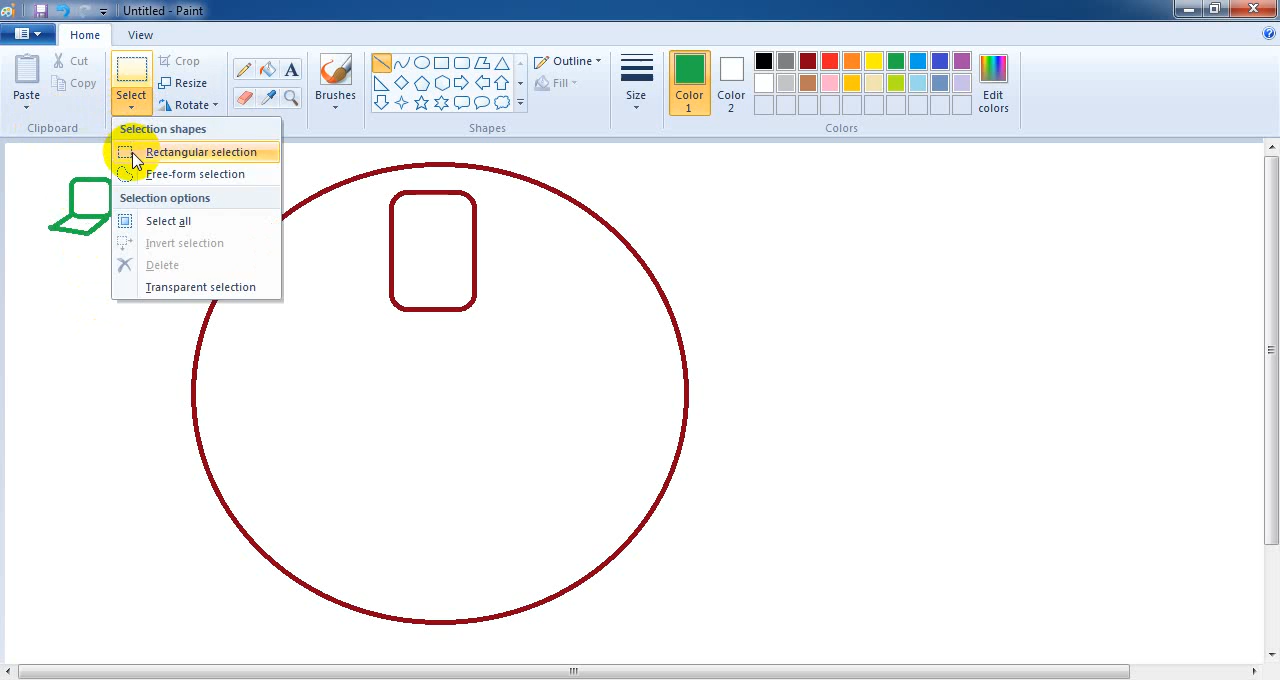 Untitled - Paint
Home View
Paste
Cut
Copy
Clipboard
Select
Crop
Resize
Rotate
A
Brushes
Outline
Fill
Shapes
Size
Color 1
Color 2
Edit colors
Colors
Selection shapes
Rectangular selection
Free-form selection
Selection options
Select all
Invert selection
Delete
Transparent selection